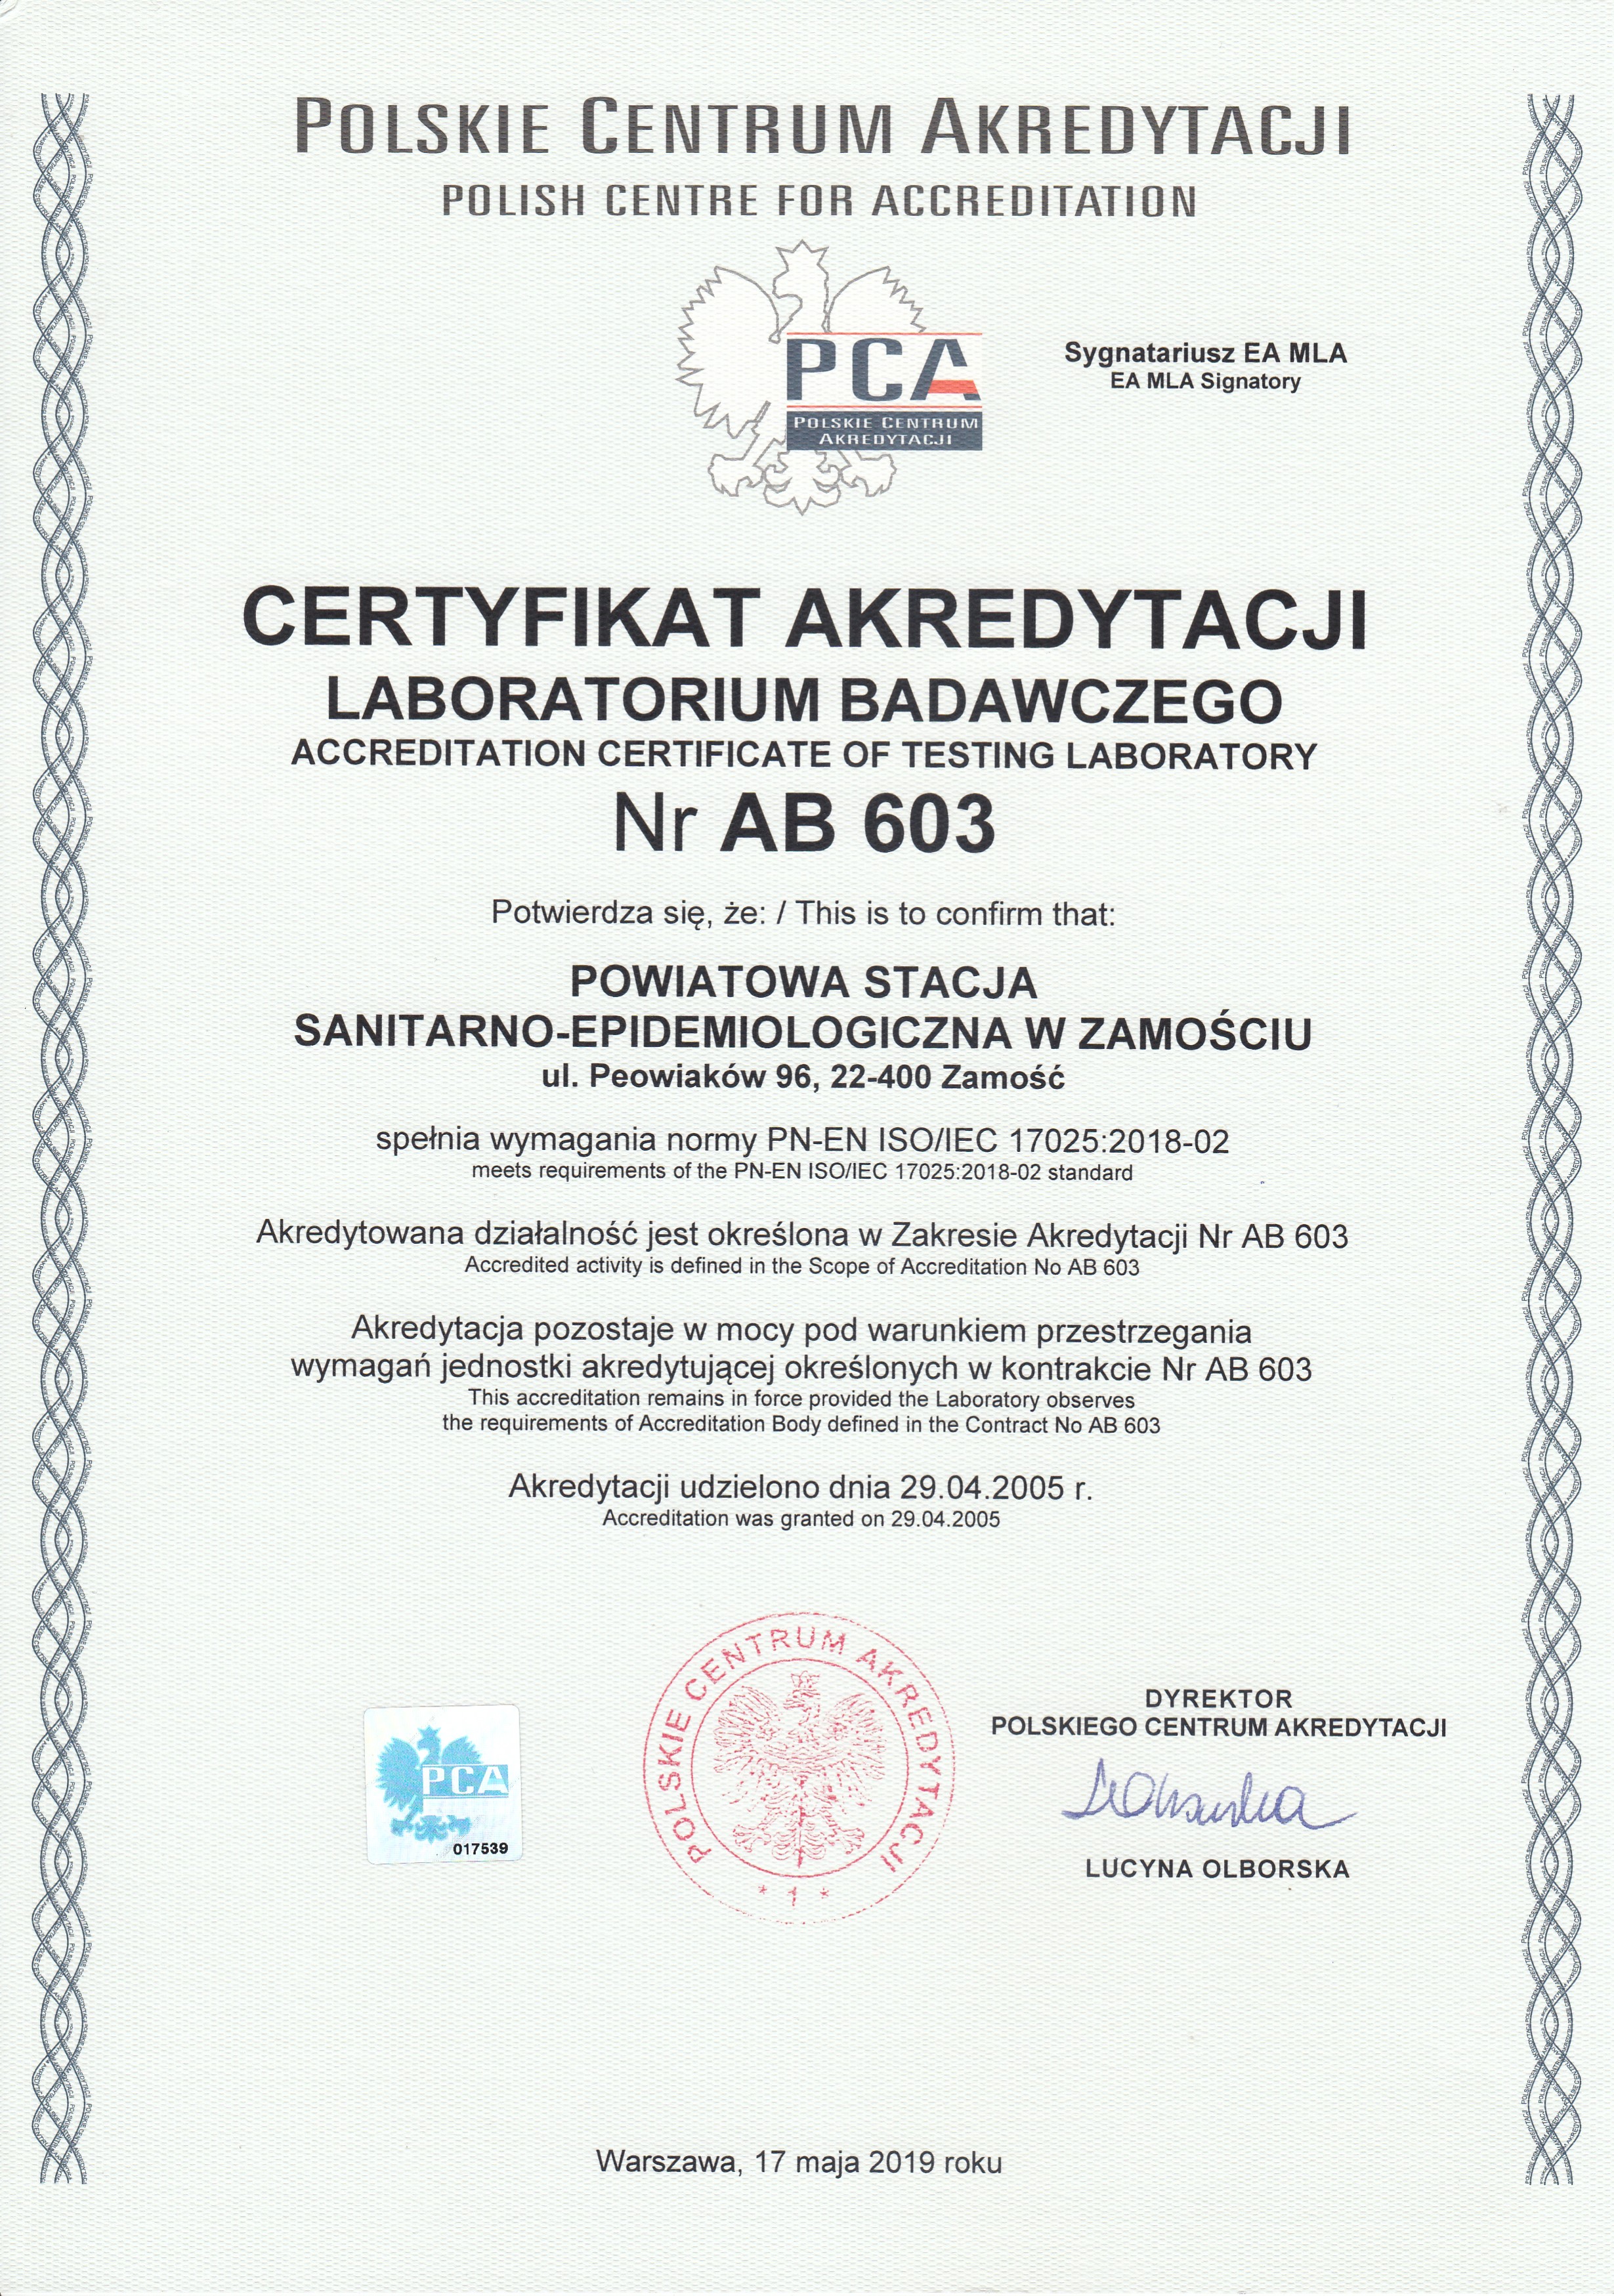 POLSKIE CENTRUM AKREDYTACJI
POLISH CENTRE FOR ACCREDITATION
PCA
POLSKIE CENTRUM
AKREDYTACJI
Sygnatariusz EA MLA
EA MLA Signatory
CERTYFIKAT AKREDYTACJI
LABORATORIUM BADAWCZEGO
ACCREDITATION CERTIFICATE OF TESTING LABORATORY
Nr AB 603
Potwierdza się, że: / This is to confirm that:
POWIATOWA STACJA
SANITARNO-EPIDEMIOLOGICZNA W ZAMOŚCIU
ul. Peowiaków 96, 22-400 Zamość
spełnia wymagania normy PN-EN ISO/IEC 17025:2018-02
meets requirements of the PN-EN ISO/IEC 17025:2018-02 standard
Akredytowana działalność jest określona w Zakresie Akredytacji Nr AB 603
Accredited activity is defined in the Scope of Accreditation No AB 603
Akredytacja pozostaje w mocy pod warunkiem przestrzegania
wymagań jednostki akredytującej określonych w kontrakcie Nr AB 603
This accreditation remains in force provided the Laboratory observes
the requirements of Accreditation Body defined in the Contract No AB 603
Akredytacji udzielono dnia 29.04.2005 r.
Accreditation was granted on 29.04.2005
PCA
017539
POLSKIE CENTRUM AKREDYTACJI
* 1 *
DYREKTOR
POLSKIEGO CENTRUM AKREDYTACJI
LUCYNA OLBORSKA
Warszawa, 17 maja 2019 roku